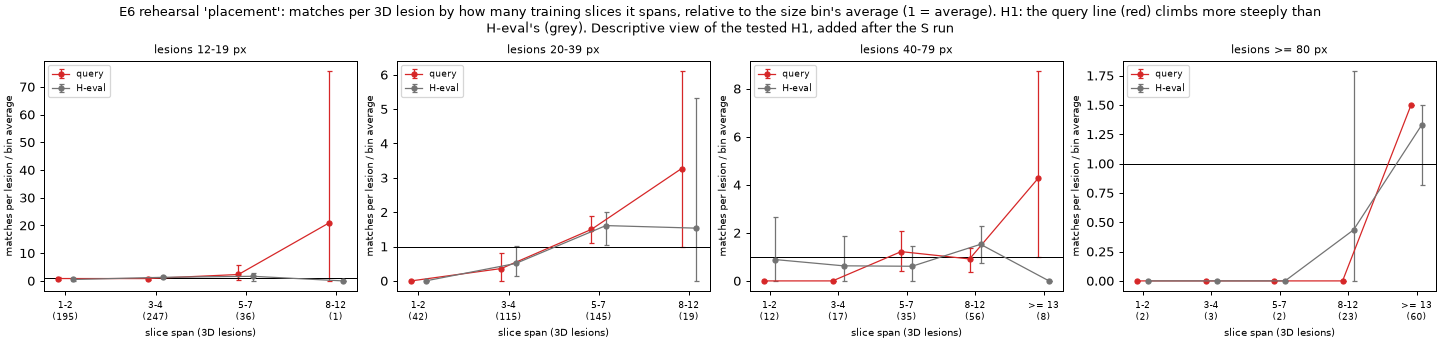 E6 rehearsal 'placement': matches per 3D lesion by how many training slices it spans, relative to the size bin's average (1 = average). H1: the query line (red) climbs more steeply than
H-eval's (grey). Descriptive view of the tested H1, added after the S run
lesions 12-19 px
matches per lesion / bin average
70
60
50
40
30
20
10
0
query
H-eval
1-2 3-4 5-7 8-12
(195) (247) (36) (1)
slice span (3D lesions)
lesions 20-39 px
matches per lesion / bin average
6
5
4
3
2
1
0
query
H-eval
1-2 3-4 5-7 8-12
(42) (115) (145) (19)
slice span (3D lesions)
lesions 40-79 px
matches per lesion / bin average
8
6
4
2
0
query
H-eval
1-2 3-4 5-7 8-12 >= 13
(12) (17) (35) (56) (8)
slice span (3D lesions)
lesions >= 80 px
matches per lesion / bin average
1.75
1.50
1.25
1.00
0.75
0.50
0.25
0.00
query
H-eval
1-2 3-4 5-7 8-12 >= 13
(2) (3) (2) (23) (60)
slice span (3D lesions)